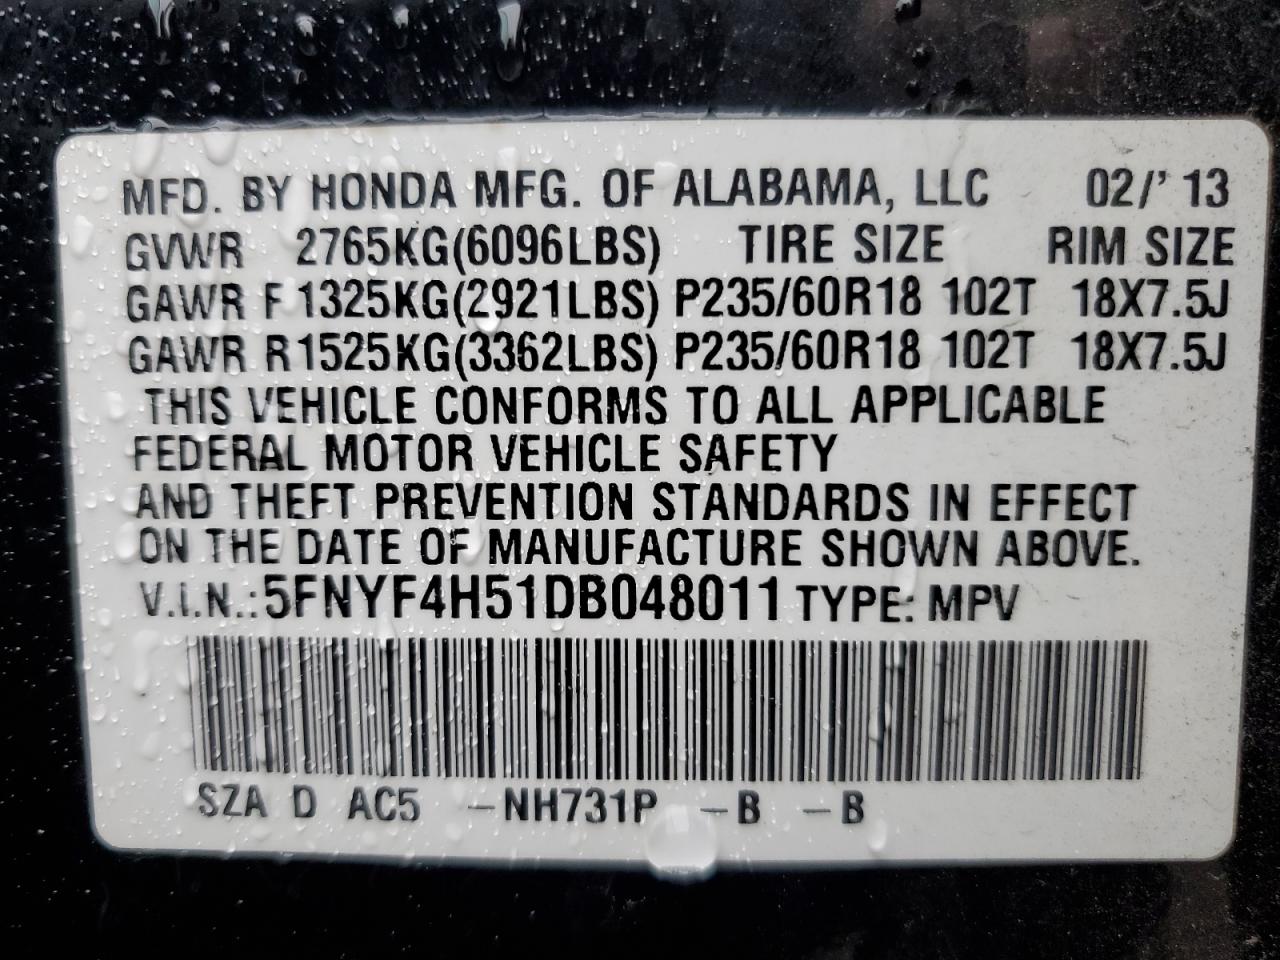 MFD. BY HONDA MFG. OF ALABAMA, LLC 02/'13
GVWR 2765KG(6096LBS) TIRE SIZE RIM SIZE
GAWR F 1325KG(2921LBS) P235/60R18 102T 18X7.5J
GAWR R 1525KG(3362LBS) P235/60R18 102T 18X7.5J
THIS VEHICLE CONFORMS TO ALL APPLICABLE
FEDERAL MOTOR VEHICLE SAFETY
AND THEFT PREVENTION STANDARDS IN EFFECT
ON THE DATE OF MANUFACTURE SHOWN ABOVE.
V.I.N.: 5FNYF4H51DB048011 TYPE: MPV
SZA D AC5 -NH731P -B -B